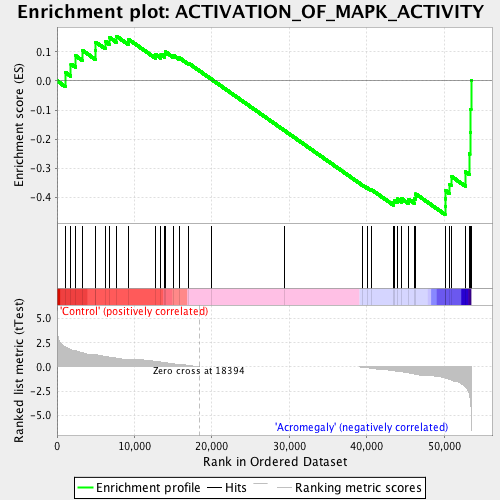 Enrichment plot: ACTIVATION_OF_MAPK_ACTIVITY
Enrichment score (ES)
0.1
0.0
-0.1
-0.2
-0.3
-0.4
'Control' (positively correlated)
Ranked list metric (tTest)
5.0
2.5
0.0
-2.5
-5.0
Zero cross at 18394
'Acromegaly' (negatively correlated)
0 10,000 20,000 30,000 40,000 50,000
Rank in Ordered Dataset
Enrichment profile Hits Ranking metric scores